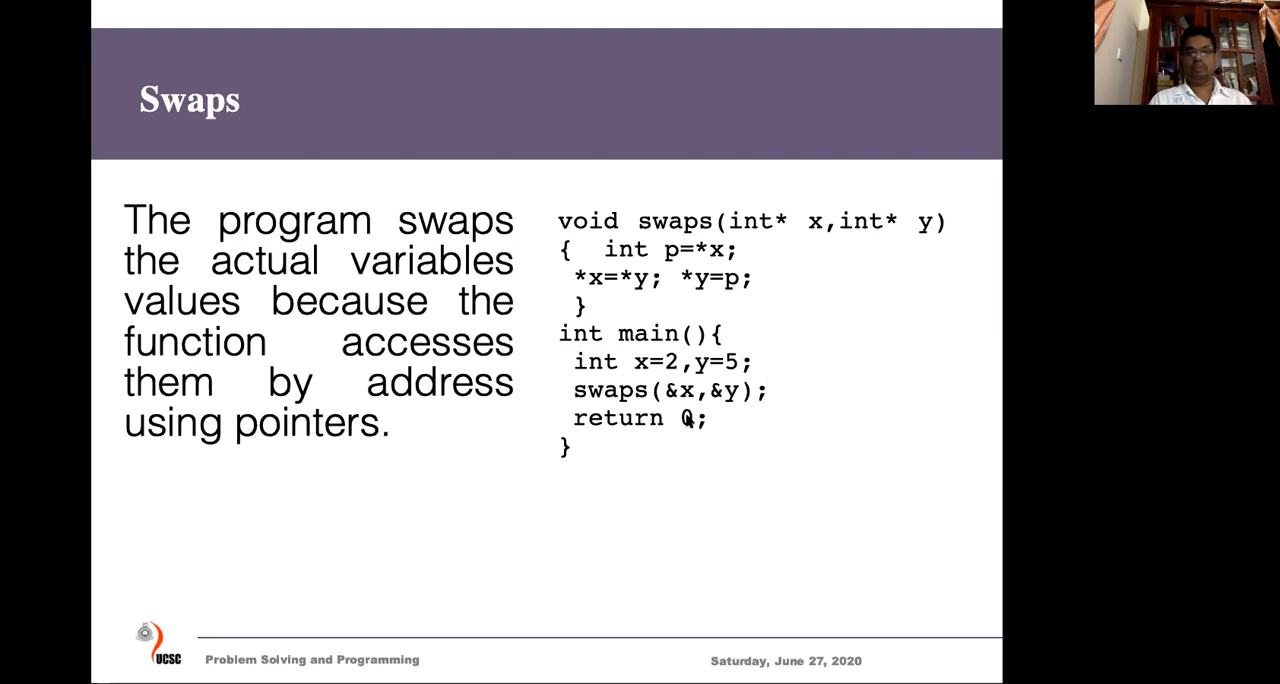 Swaps
The program swaps
the actual variables
values because the
function accesses
them by address
using pointers.
void swaps(int* x,int* y)
{ int p=*x;
*x=*y; *y=p;
}
int main(){
int x=2,y=5;
swaps(&x,&y);
return 0;
}
UCSC
Problem Solving and Programming
Saturday, June 27, 2020